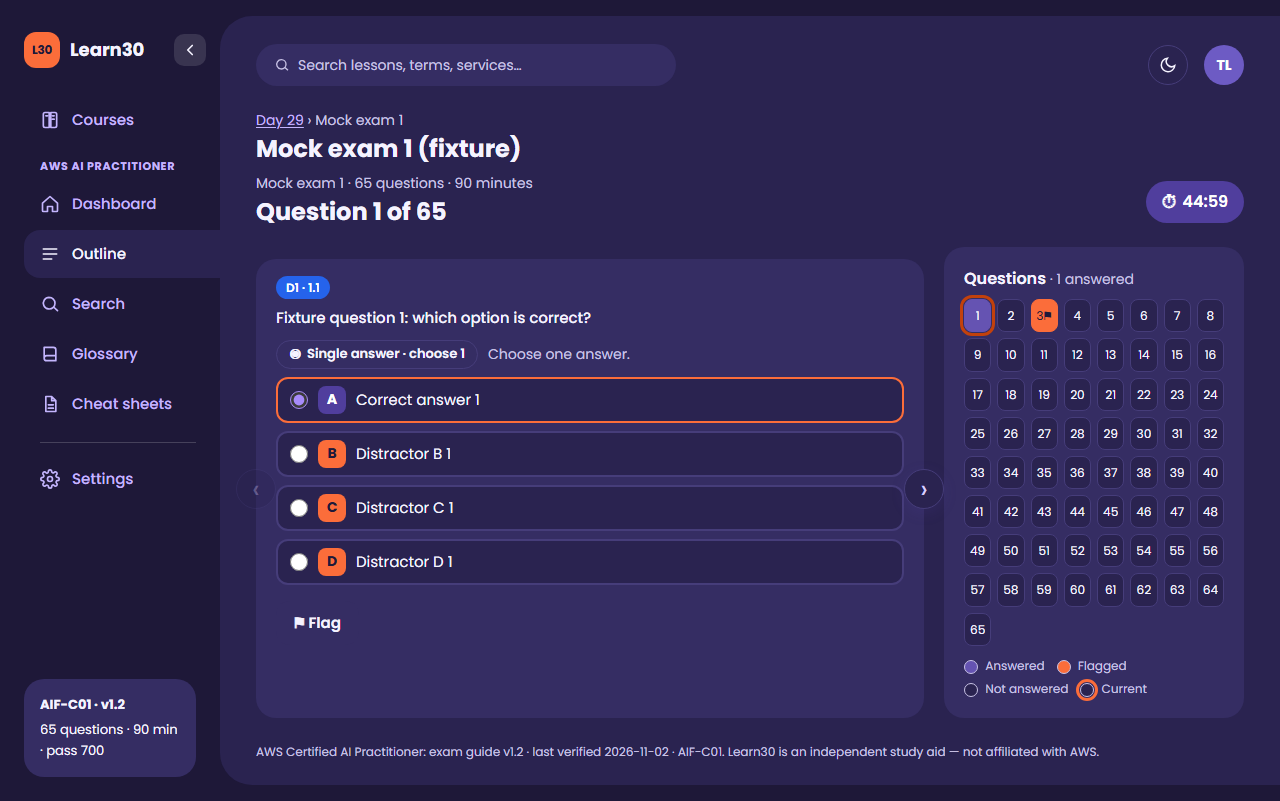 L30 Learn30
Courses
AWS AI PRACTITIONER
Dashboard
Outline
Search
Glossary
Cheat sheets
Settings
AIF-C01 · v1.2
65 questions · 90 min
· pass 700
Search lessons, terms, services...
TL
Day 29 › Mock exam 1
Mock exam 1 (fixture)
Mock exam 1 · 65 questions · 90 minutes
Question 1 of 65
⏱ 44:59
D1 · 1.1
Fixture question 1: which option is correct?
◉ Single answer · choose 1 Choose one answer.
A Correct answer 1
B Distractor B 1
C Distractor C 1
D Distractor D 1
‹
›
⚑ Flag
Questions · 1 answered
1 2 3⚑ 4 5 6 7 8
9 10 11 12 13 14 15 16
17 18 19 20 21 22 23 24
25 26 27 28 29 30 31 32
33 34 35 36 37 38 39 40
41 42 43 44 45 46 47 48
49 50 51 52 53 54 55 56
57 58 59 60 61 62 63 64
65
Answered Flagged
Not answered Current
AWS Certified AI Practitioner: exam guide v1.2 · last verified 2026-11-02 · AIF-C01. Learn30 is an independent study aid — not affiliated with AWS.